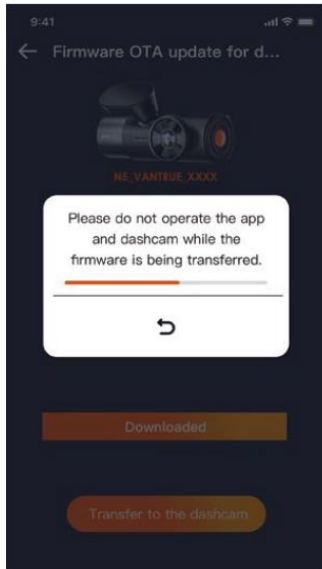 9:41
Firmware OTA update for d...
N5_VANTRUE_XXXX
Please do not operate the app
and dashcam while the
firmware is being transferred.
Downloaded
Transfer to the dashcam